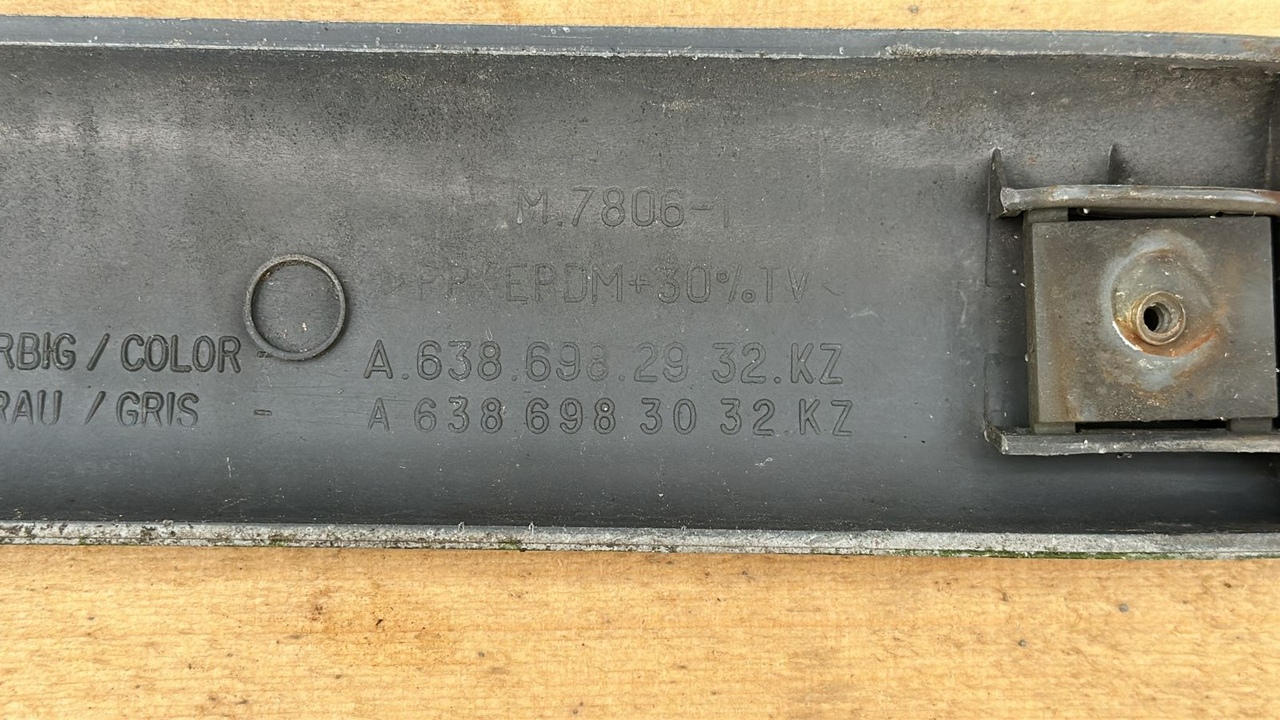 M.7806-1
>PP/EPDM+30%.TV<
RBIG / COLOR - A.638.698.29 32.KZ
RAU / GRIS - A 638 698 30 32.KZ